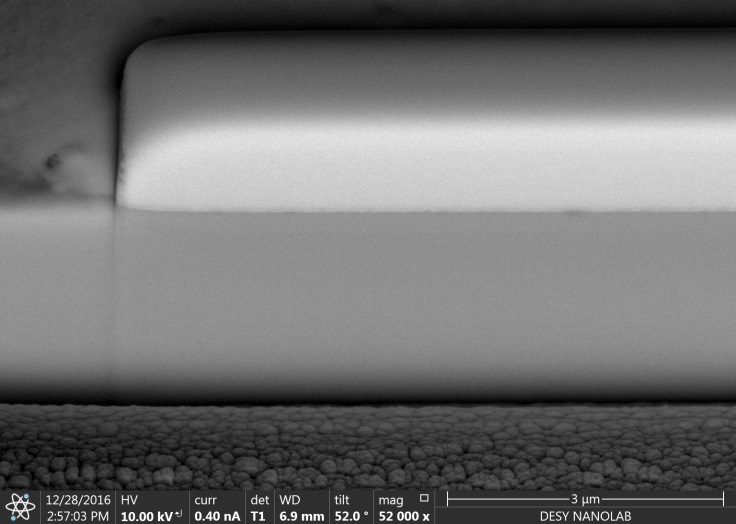 12/28/2016 HV curr det WD tilt mag
2:57:03 PM 10.00 kV 0.40 nA T1 6.9 mm 52.0 ° 52 000 x
3 µm
DESY NANOLAB